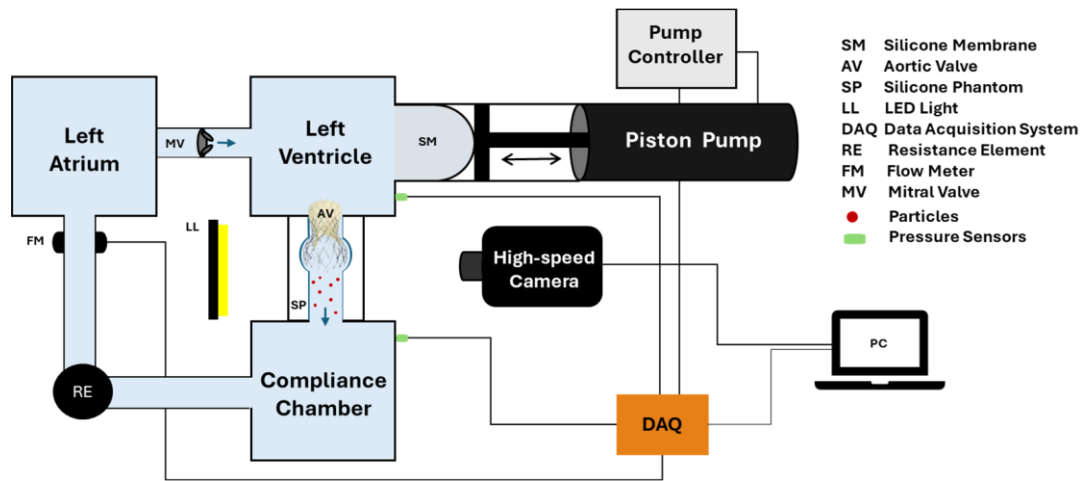 Pump
Controller
SM Silicone Membrane
AV Aortic Valve
SP Silicone Phantom
LL LED Light
DAQ Data Acquisition System
RE Resistance Element
FM Flow Meter
MV Mitral Valve
Particles
Pressure Sensors
Left
Atrium
MV
Left
Ventricle
SM
Piston Pump
AV
LL
FM
High-speed
Camera
SP
PC
RE
Compliance
Chamber
DAQ